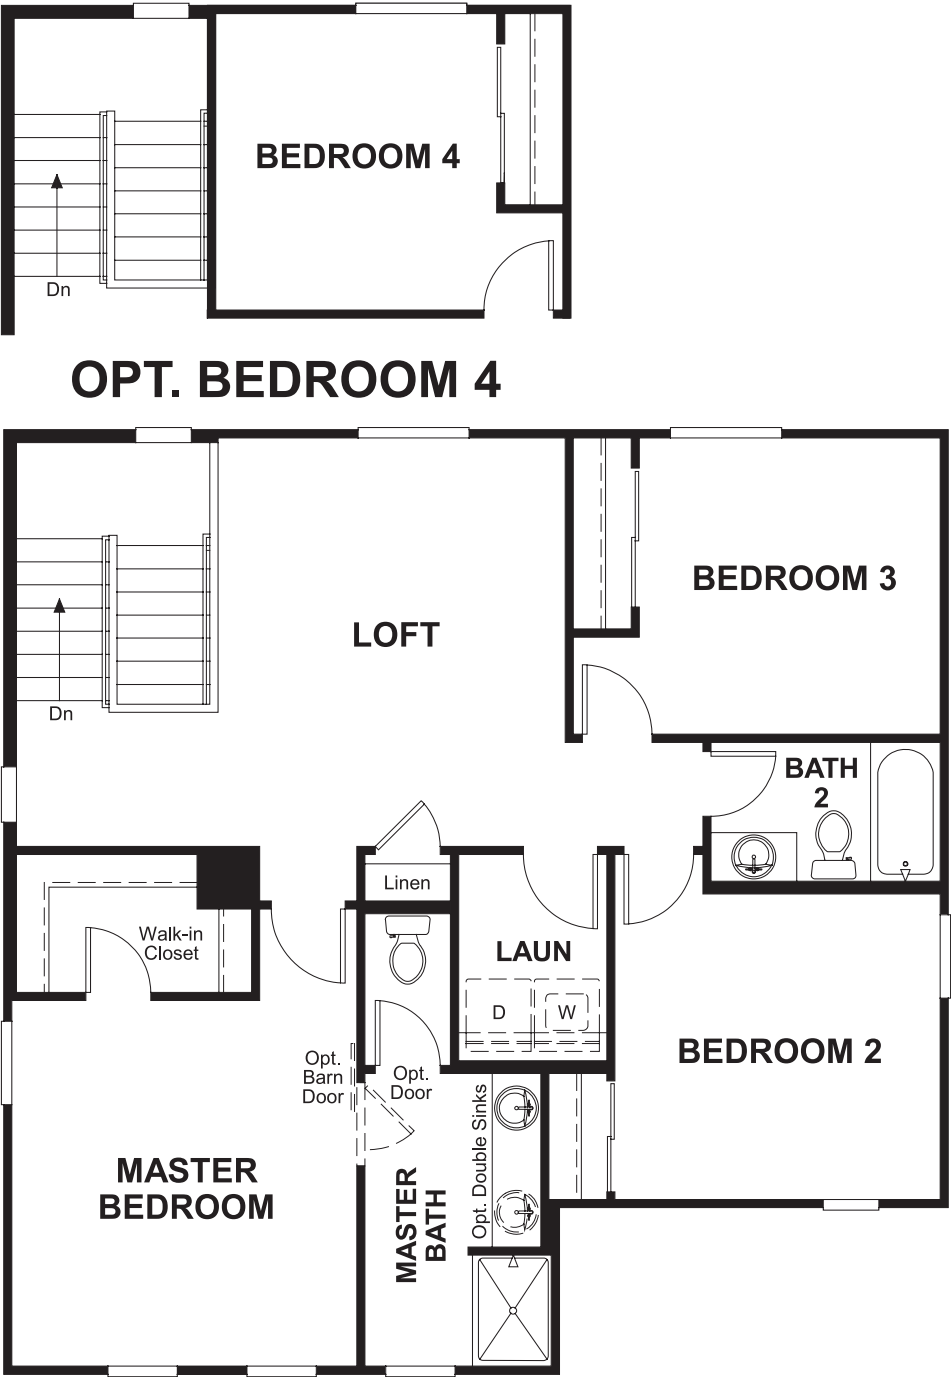 BEDROOM 4
Dn
OPT. BEDROOM 4
BEDROOM 3
LOFT
Dn
BATH
2
Linen
Walk-in
Closet
LAUN
D
W
BEDROOM 2
Opt.
Barn
Door
Opt.
Door
Opt. Double Sinks
MASTER
BEDROOM
MASTER
BATH